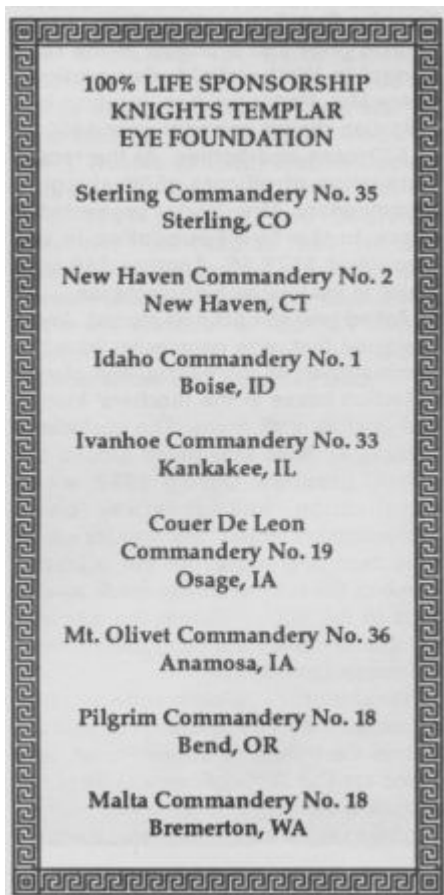 100% LIFE SPONSORSHIP
KNIGHTS TEMPLAR
EYE FOUNDATION
Sterling Commandery No. 35
Sterling, CO
New Haven Commandery No. 2
New Haven, CT
Idaho Commandery No. 1
Boise, ID
Ivanhoe Commandery No. 33
Kankakee, IL
Couer De Leon
Commandery No. 19
Osage, IA
Mt. Olivet Commandery No. 36
Anamosa, IA
Pilgrim Commandery No. 18
Bend, OR
Malta Commandery No. 18
Bremerton, WA